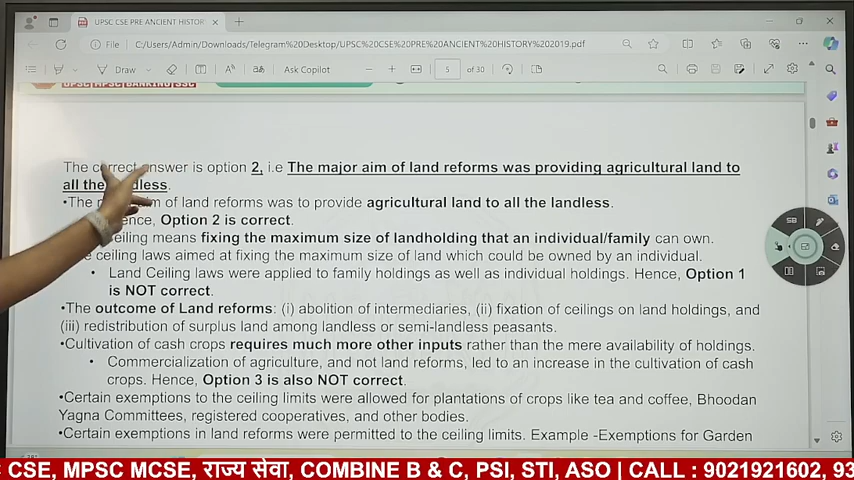 UPSC CSE PRE ANCIENT HISTOR
File
C:/Users/Admin/Downloads/Telegram%20Desktop/UPSC%20CSE%20PRE%20ANCIENT%20HISTORY%202019.pdf
Draw
Ask Copilot
5 of 30
UPSC|MPSC|BANKING|SSC
The correct answer is option 2, i.e The major aim of land reforms was providing agricultural land to
all the landless.
•The aim of land reforms was to provide agricultural land to all the landless.
Hence, Option 2 is correct.
Ceiling means fixing the maximum size of landholding that an individual/family can own.
ceiling laws aimed at fixing the maximum size of land which could be owned by an individual.
• Land Ceiling laws were applied to family holdings as well as individual holdings. Hence, Option 1
is NOT correct.
•The outcome of Land reforms: (i) abolition of intermediaries, (ii) fixation of ceilings on land holdings, and
(iii) redistribution of surplus land among landless or semi-landless peasants.
•Cultivation of cash crops requires much more other inputs rather than the mere availability of holdings.
• Commercialization of agriculture, and not land reforms, led to an increase in the cultivation of cash
crops. Hence, Option 3 is also NOT correct.
•Certain exemptions to the ceiling limits were allowed for plantations of crops like tea and coffee, Bhoodan
Yagna Committees, registered cooperatives, and other bodies.
•Certain exemptions in land reforms were permitted to the ceiling limits. Example -Exemptions for Garden
SB
CSE, MPSC MCSE, राज्य सेवा, COMBINE B & C, PSI, STI, ASO | CALL : 9021921602, 93